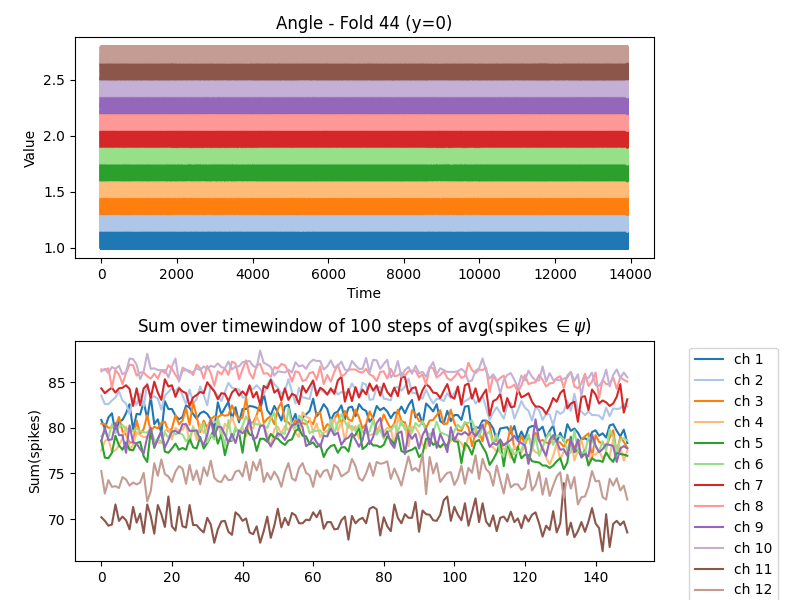 Angle - Fold 44 (y=0)
2.5
2.0
1.5
1.0
Value
0 2000 4000 6000 8000 10000 12000 14000
Time
Sum over timewindow of 100 steps of avg(spikes ∈ψ)
85
80
75
70
Sum(spikes)
0 20 40 60 80 100 120 140
ch 1
ch 2
ch 3
ch 4
ch 5
ch 6
ch 7
ch 8
ch 9
ch 10
ch 11
ch 12